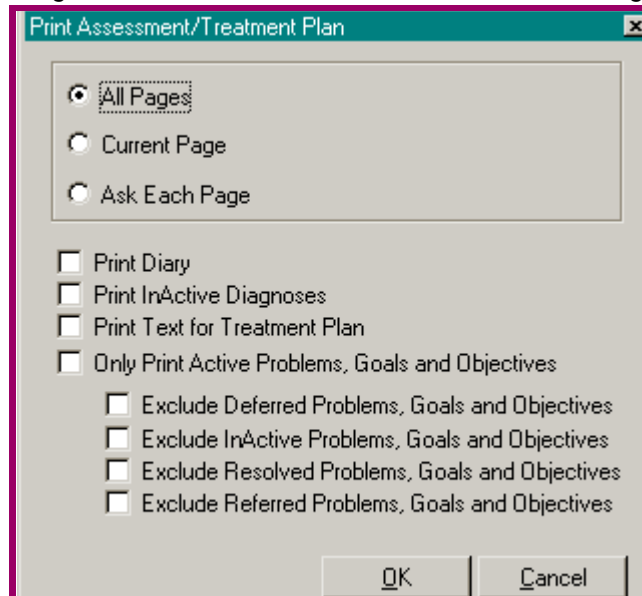 Print Assessment/Treatment Plan
All Pages
Current Page
Ask Each Page
Print Diary
Print InActive Diagnoses
Print Text for Treatment Plan
Only Print Active Problems, Goals and Objectives
Exclude Deferred Problems, Goals and Objectives
Exclude InActive Problems, Goals and Objectives
Exclude Resolved Problems, Goals and Objectives
Exclude Referred Problems, Goals and Objectives
OK Cancel